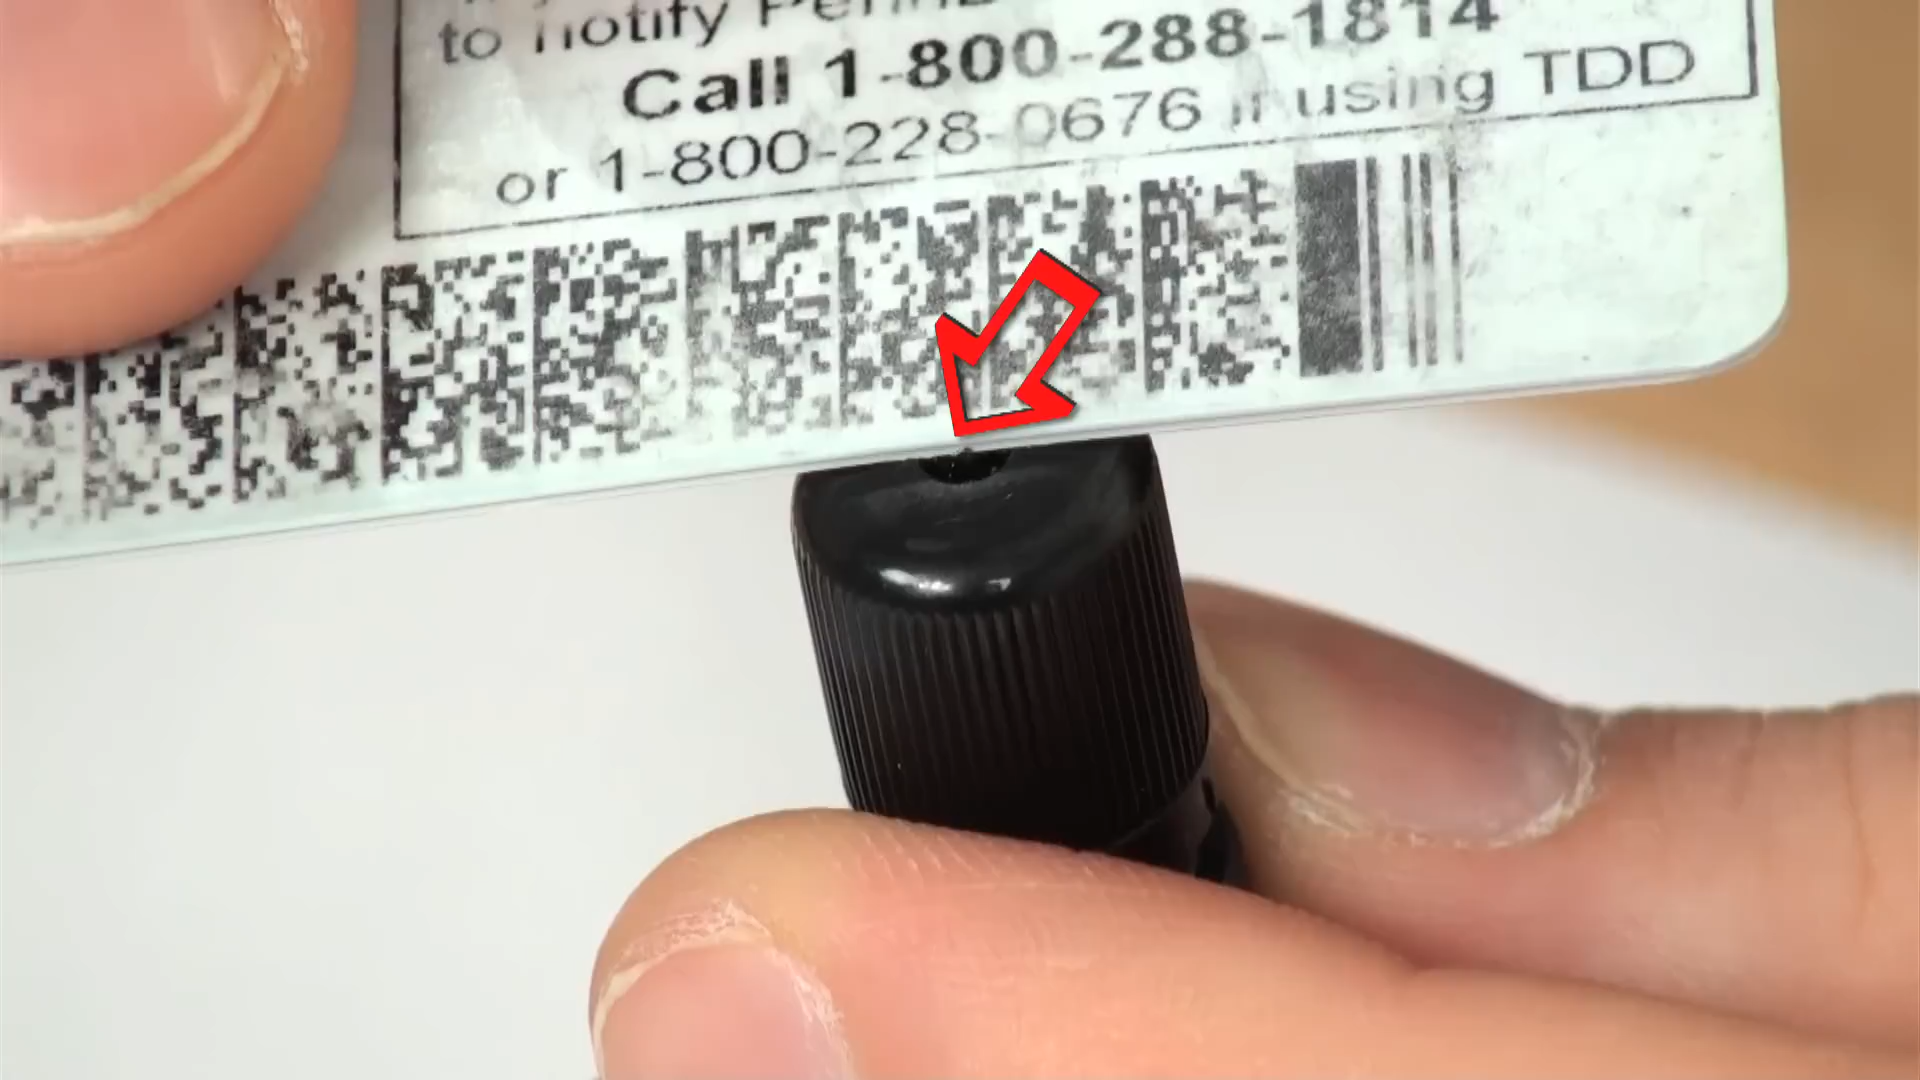 to notify
Call 1-800-288-1814
or 1-800-228-0676 if using TDD